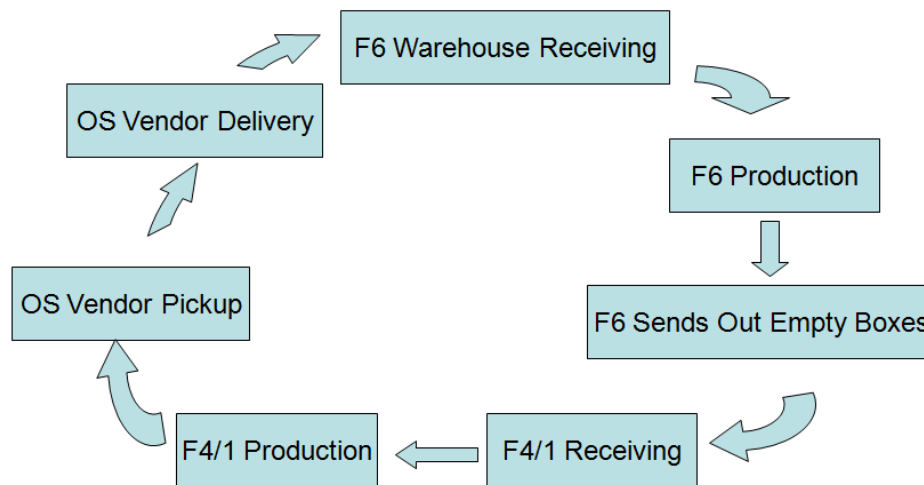 F6 Warehouse Receiving
OS Vendor Delivery
F6 Production
OS Vendor Pickup
F6 Sends Out Empty Boxes
F4/1 Production
F4/1 Receiving